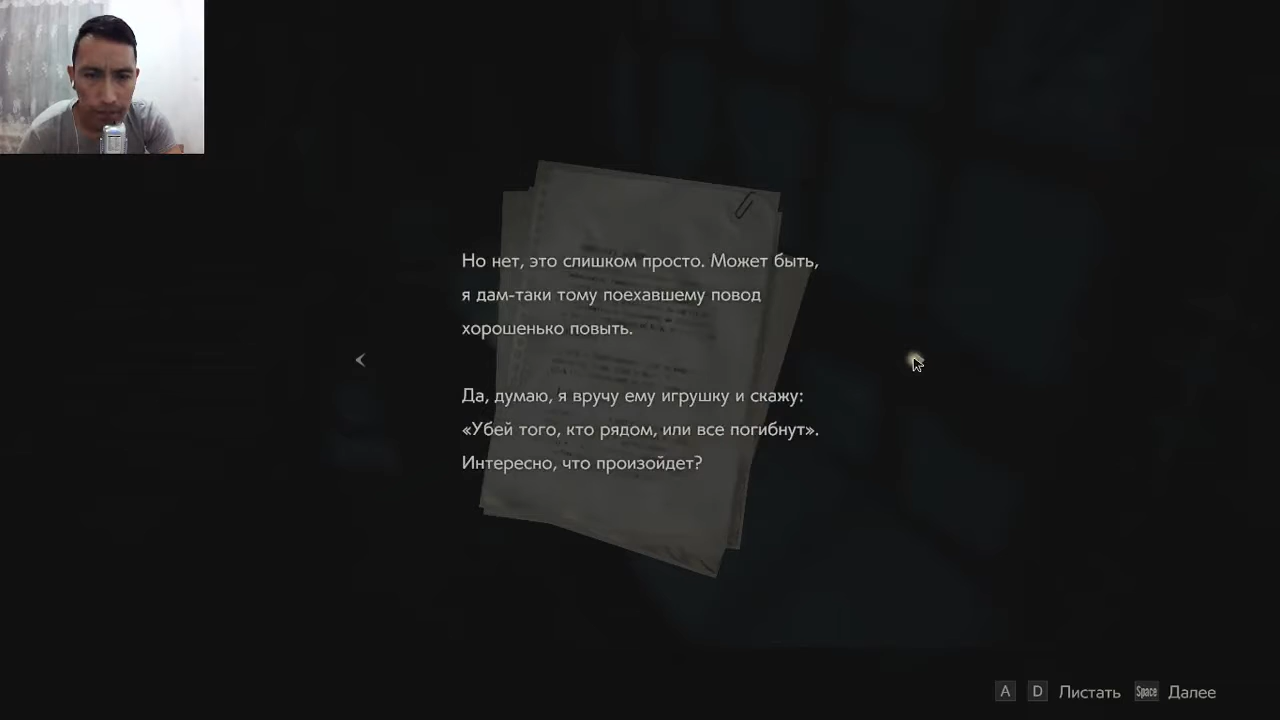 Но нет, это слишком просто. Может быть,
я дам-таки тому поехавшему повод
хорошенько повыть.
Да, думаю, я вручу ему игрушку и скажу:
«Убей того, кто рядом, или все погибнут».
Интересно, что произойдет?
A D Листать Space Далее